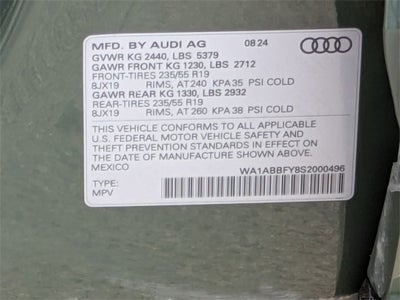 MFD. BY AUDI AG 08/24
GVWR KG 2440, LBS 5379
GAWR FRONT KG 1230, LBS 2712
FRONT-TIRES 235/55 R19
8JX19 RIMS, AT 240 KPA 35 PSI COLD
GAWR REAR KG 1330, LBS 2932
REAR-TIRES 235/55 R19
8JX19 RIMS, AT 260 KPA 38 PSI COLD
THIS VEHICLE CONFORMS TO ALL APPLICABLE
U.S. FEDERAL MOTOR VEHICLE SAFETY AND
THEFT PREVENTION STANDARDS IN EFFECT ON
THE DATE OF MANUFACTURE SHOWN ABOVE.
MEXICO
WA1ABBFY8S2000496
TYPE:
MPV